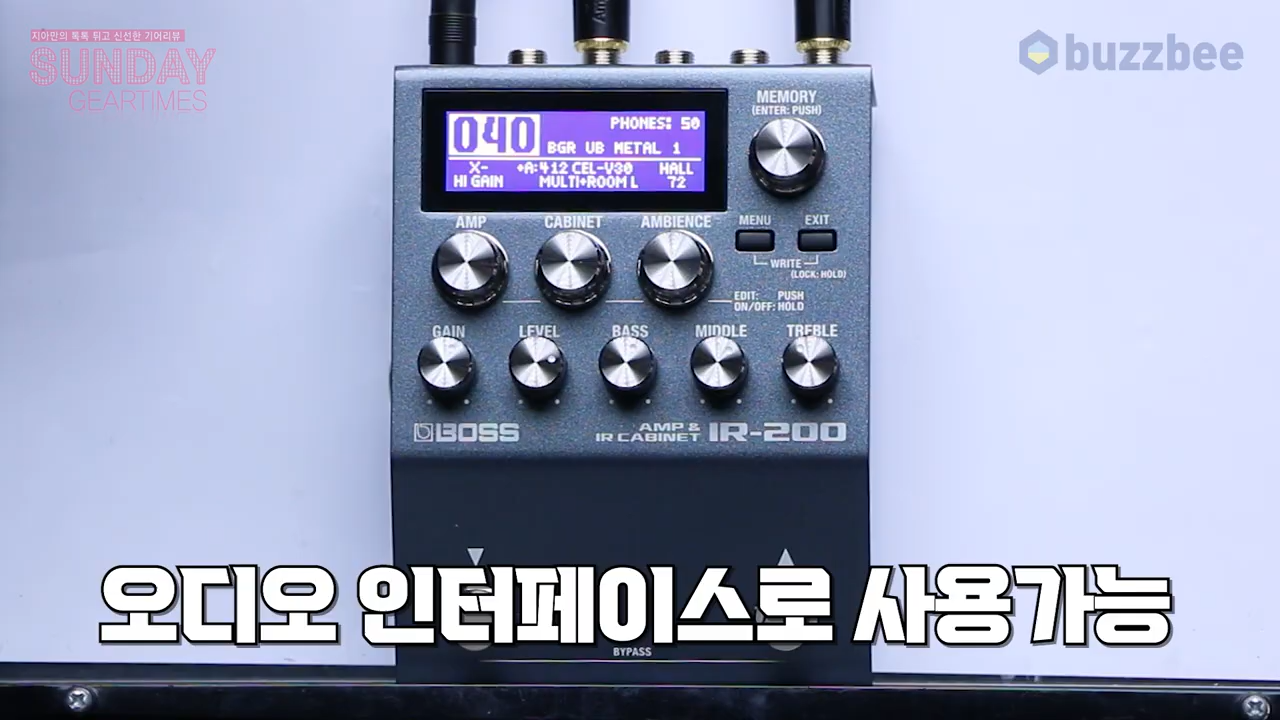 지아만의 톡톡 튀고 신선한 기어리뷰
SUNDAY
GEARTIMES
buzzbee
040
PHONES: 50
BGR UB METAL 1
X-
HI GAIN
+A:412 CEL-V30
MULTI+ROOM L
HALL
72
MEMORY
(ENTER: PUSH)
AMP
CABINET
AMBIENCE
MENU
EXIT
WRITE
(LOCK: HOLD)
EDIT: PUSH
ON/OFF: HOLD
GAIN
LEVEL
BASS
MIDDLE
TREBLE
BOSS
AMP &
IR CABINET
IR-200
오디오 인터페이스로 사용가능
BYPASS